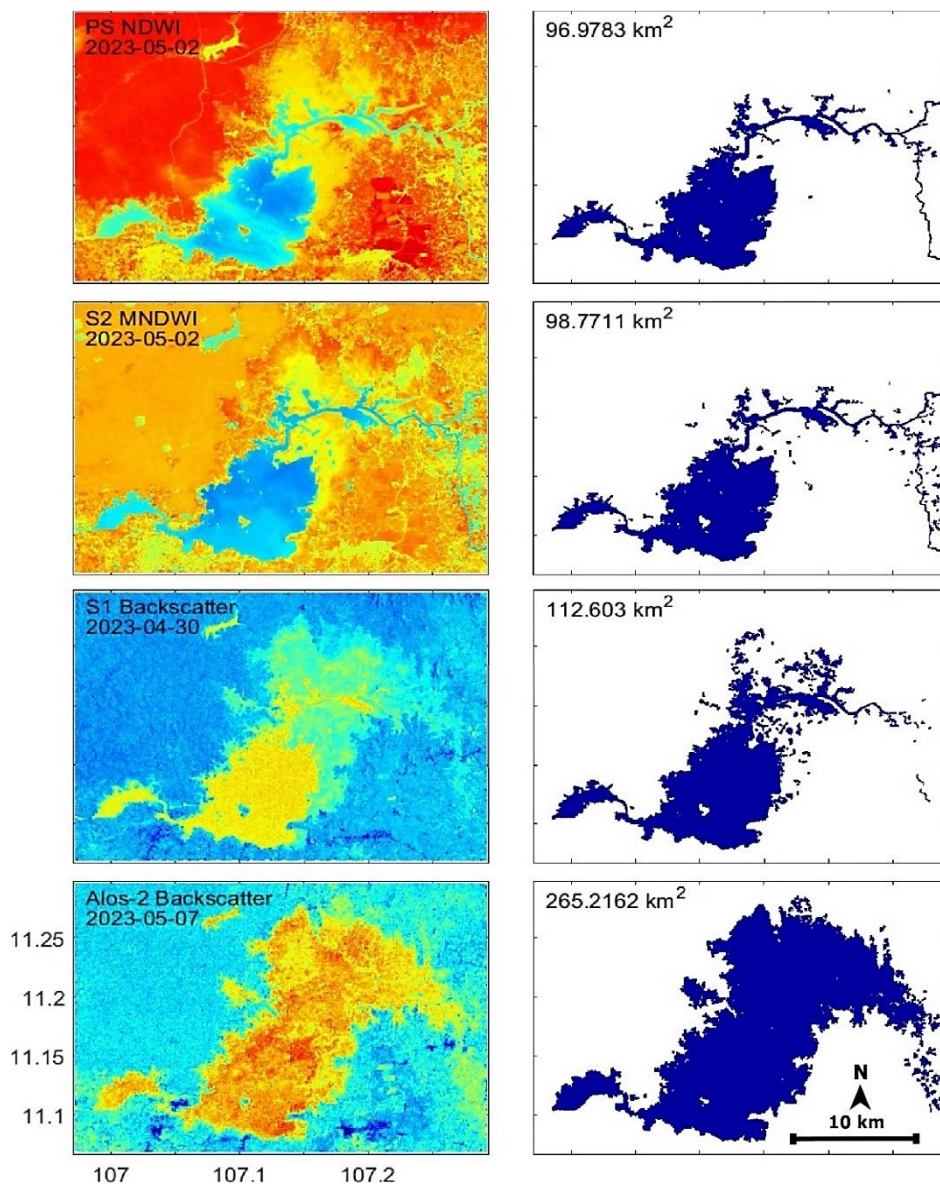 PS NDWI
2023-05-02
96.9783 km²
S2 MNDWI
2023-05-02
98.7711 km²
S1 Backscatter
2023-04-30
112.603 km²
Alos-2 Backscatter
2023-05-07
265.2162 km²
11.25
11.2
11.15
11.1
N
10 km
107
107.1
107.2